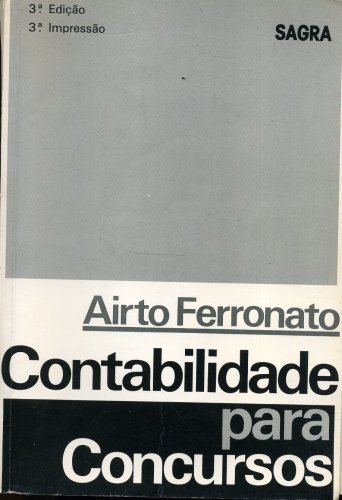 3ª Edição
3ª Impressão
SAGRA
Airto Ferronato
Contabilidade
para
Concursos